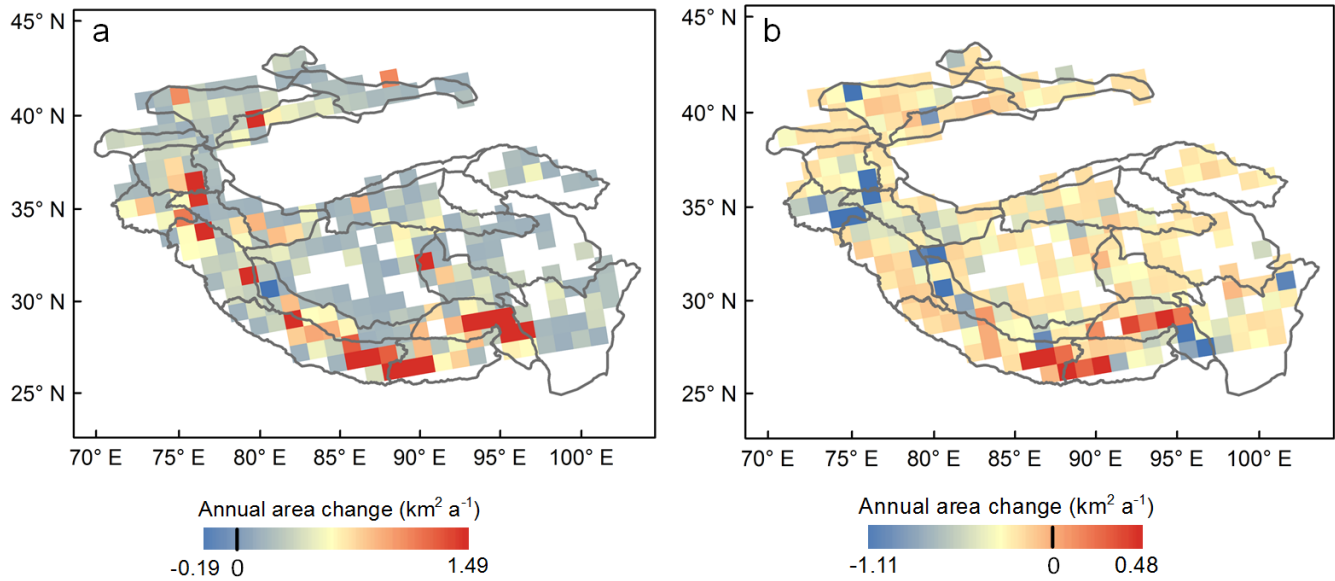 a
45° N
40° N
35° N
30° N
25° N
70° E 75° E 80° E 85° E 90° E 95° E 100° E
Annual area change (km² a⁻¹)
-0.19 0 1.49
b
45° N
40° N
35° N
30° N
25° N
70° E 75° E 80° E 85° E 90° E 95° E 100° E
Annual area change (km² a⁻¹)
-1.11 0 0.48